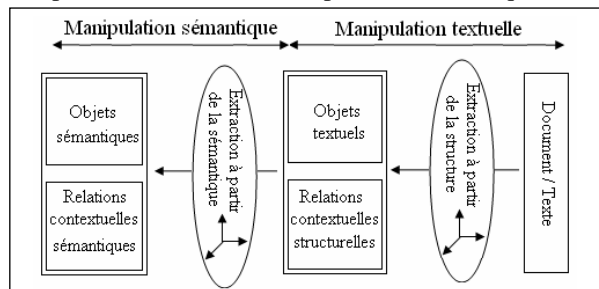 Manipulation sémantique
Manipulation textuelle
Objets
sémantiques
Relations
contextuelles
sémantiques
Extraction à partir
de la sémantique
Objets
textuels
Relations
contextuelles
structurelles
Extraction à partir
de la structure
Document / Texte